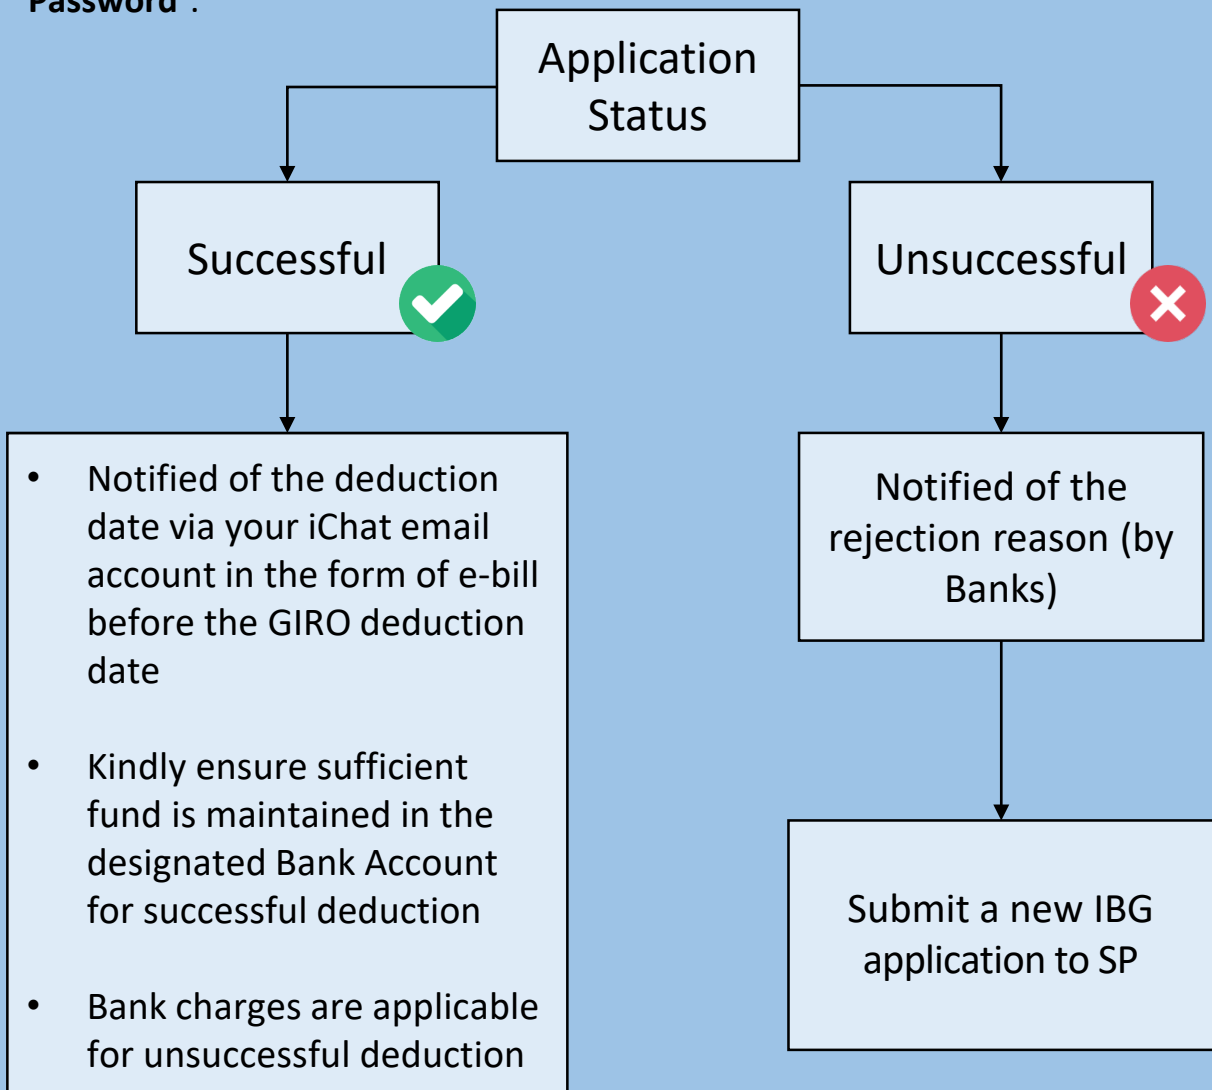 Password".
Application
Status
Successful
Unsuccessful
• Notified of the deduction
date via your iChat email
account in the form of e-bill
before the GIRO deduction
date
• Kindly ensure sufficient
fund is maintained in the
designated Bank Account
for successful deduction
• Bank charges are applicable
for unsuccessful deduction
Notified of the
rejection reason (by
Banks)
Submit a new IBG
application to SP